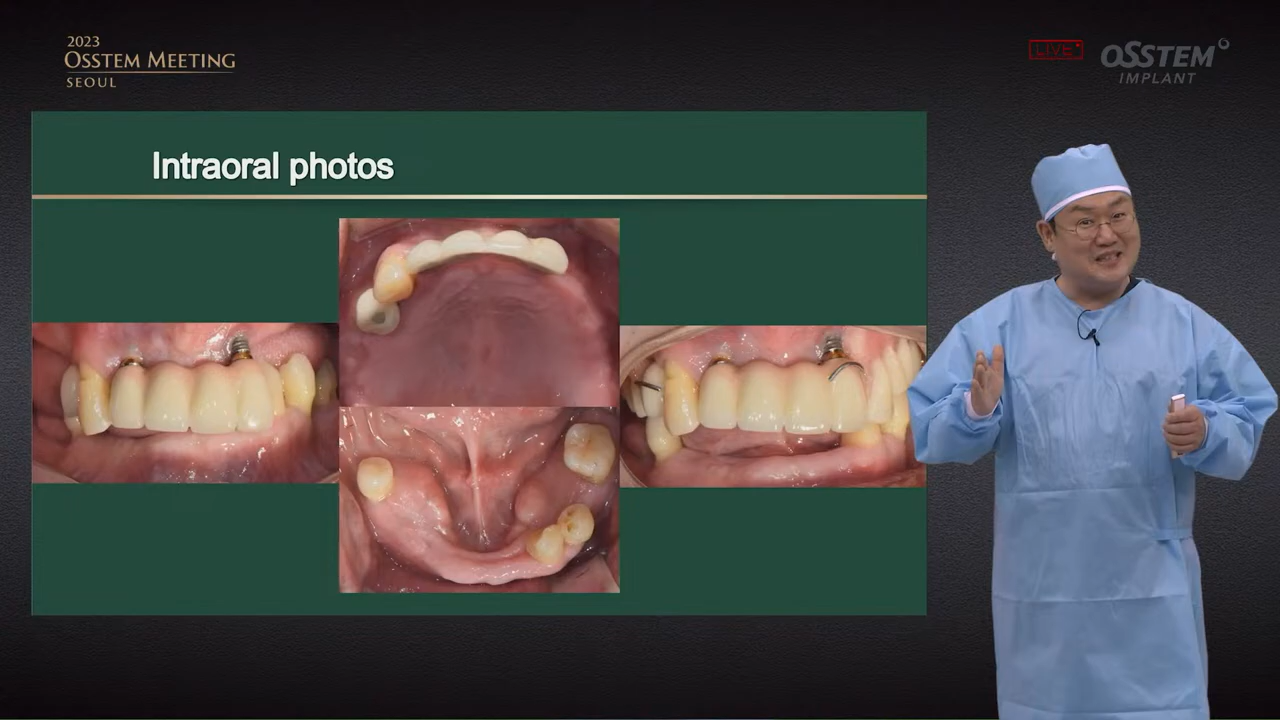 2023
OSSTEM MEETING
SEOUL
LIVE
OSSTEM
IMPLANT
Intraoral photos